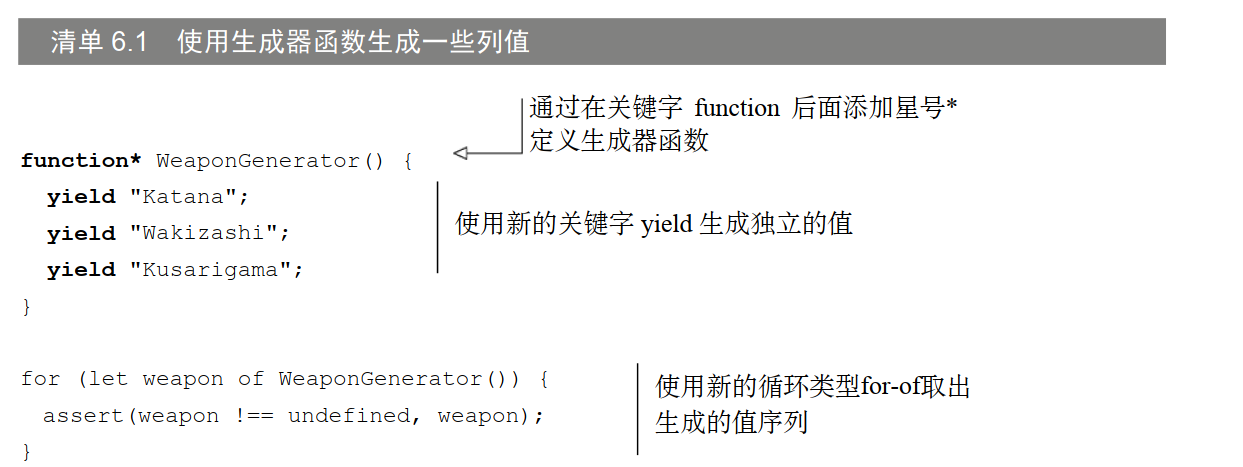 清单 6.1 使用生成器函数生成一些列值
通过在关键字 function 后面添加星号*
定义生成器函数
function* WeaponGenerator() {
yield "Katana";
yield "Wakizashi";
yield "Kusarigama";
使用新的关键字 yield 生成独立的值
}
for (let weapon of WeaponGenerator()) {
assert(weapon !== undefined, weapon);
}
使用新的循环类型for-of取出
生成的值序列